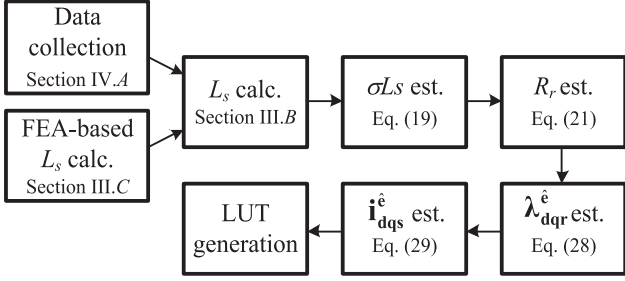 Data
collection
Section IV.A
FEA-based
Ls calc.
Section III.C
Ls calc.
Section III.B
σLs est.
Eq. (19)
Rr est.
Eq. (21)
λ^ê_dqr est.
Eq. (28)
i^ê_dqs est.
Eq. (29)
LUT
generation